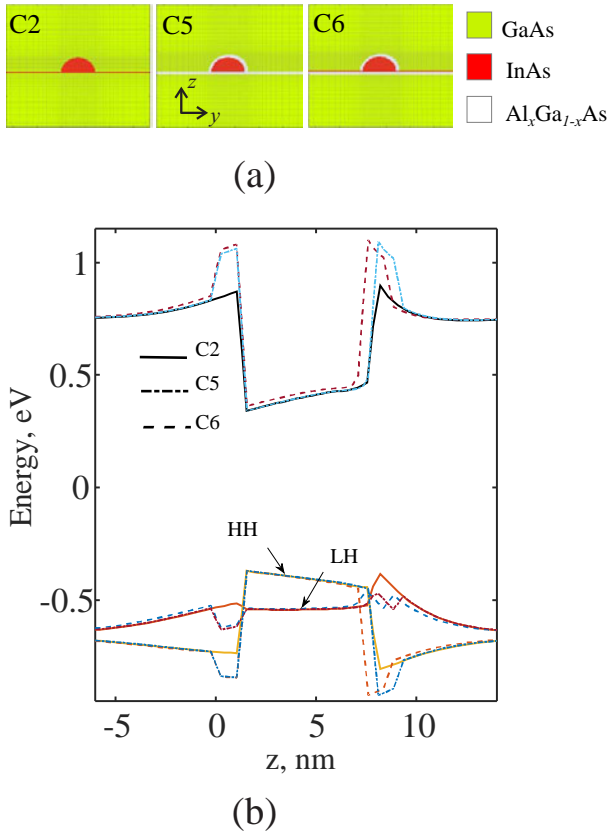 C2
C5
C6
z
y
GaAs
InAs
AlxGa1-xAs
(a)
1
0.5
0
-0.5
C2
C5
C6
HH
LH
Energy, eV
-5
0
5
10
z, nm
(b)